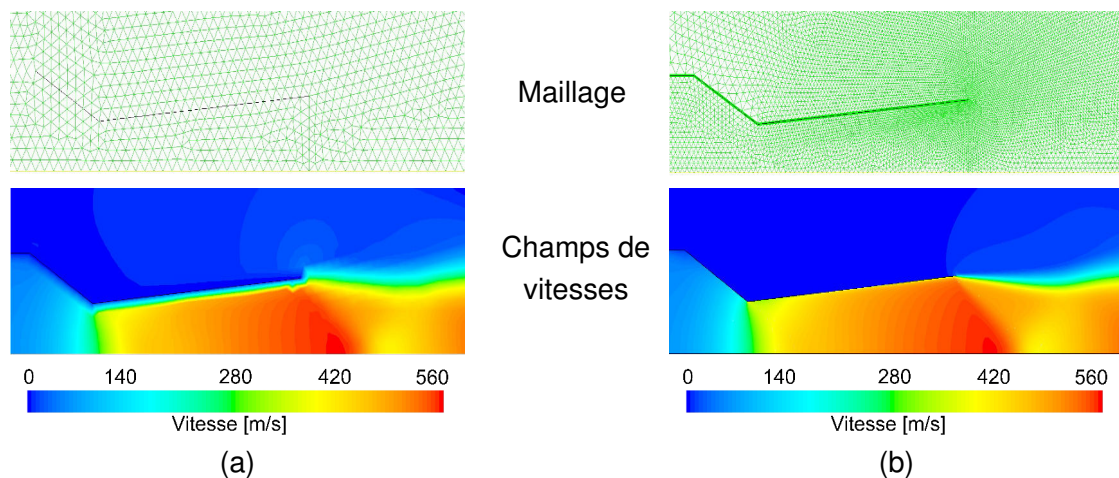 Maillage
Champs de
vitesses
0 140 280 420 560
Vitesse [m/s]
0 140 280 420 560
Vitesse [m/s]
(a)
(b)